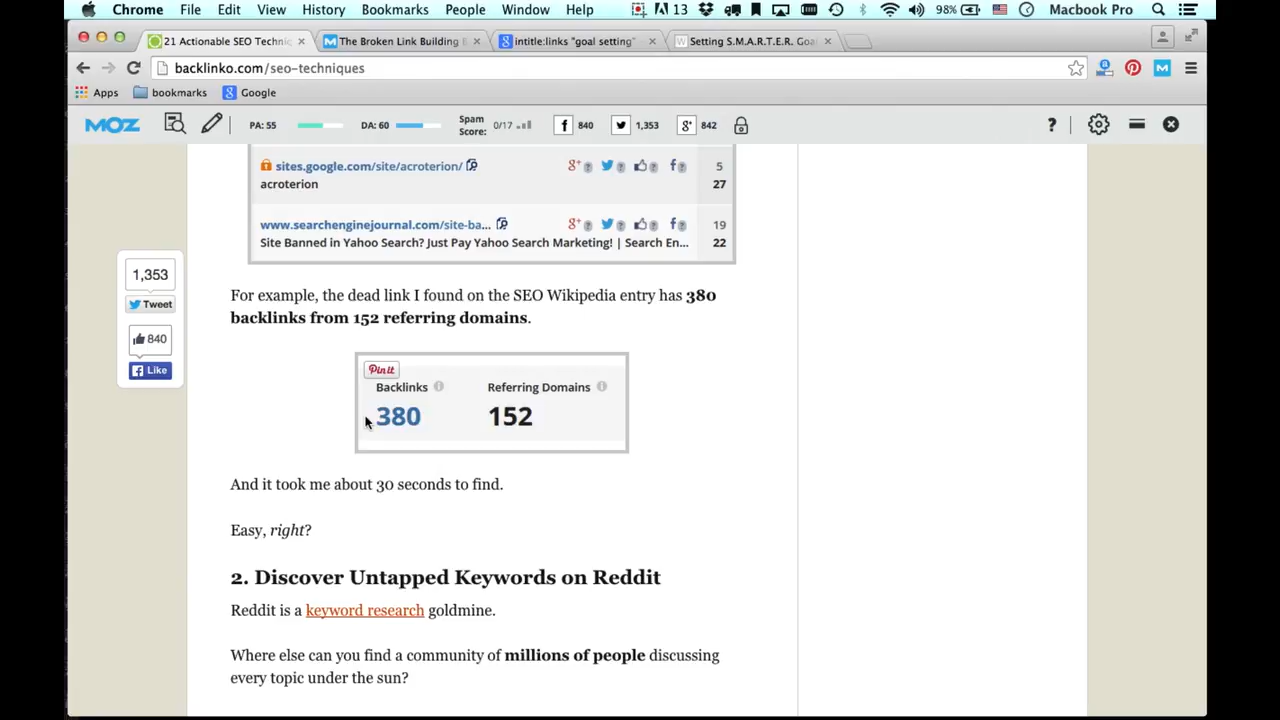 Chrome File Edit View History Bookmarks People Window Help 13 98% Macbook Pro
21 Actionable SEO Techni The Broken Link Building B intitle:links "goal setting" Setting S.M.A.R.T.E.R. Goa
backlinko.com/seo-techniques
Apps bookmarks Google
MOZ PA: 55 DA: 60 Spam Score: 0/17 840 1,353 842
sites.google.com/site/acroterion/ 5
acroterion 27
www.searchenginejournal.com/site-ba... 19
Site Banned in Yahoo Search? Just Pay Yahoo Search Marketing! | Search En... 22
1,353
Tweet
840
Like
For example, the dead link I found on the SEO Wikipedia entry has 380
backlinks from 152 referring domains.
Pin it
Backlinks Referring Domains
380 152
And it took me about 30 seconds to find.
Easy, right?
2. Discover Untapped Keywords on Reddit
Reddit is a keyword research goldmine.
Where else can you find a community of millions of people discussing
every topic under the sun?